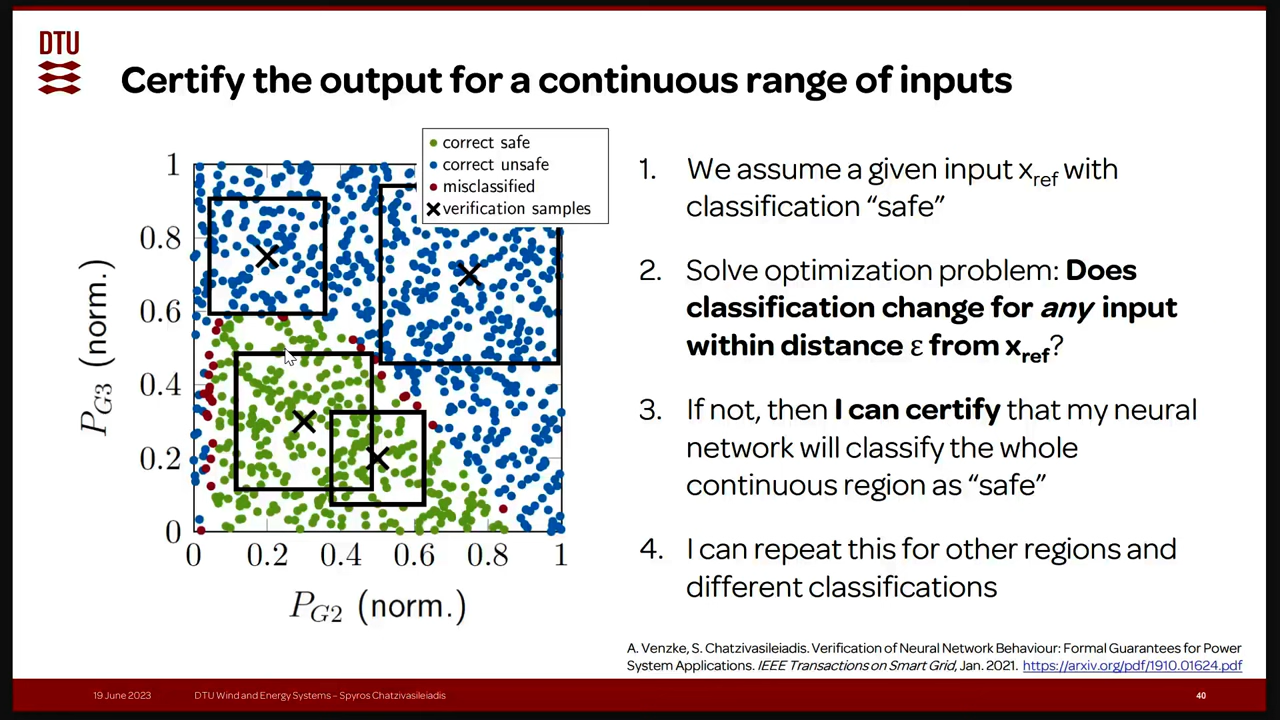 DTU
Certify the output for a continuous range of inputs
correct safe
correct unsafe
misclassified
verification samples
1
0.8
0.6
0.4
0.2
0
0 0.2 0.4 0.6 0.8 1
P_G3 (norm.)
P_G2 (norm.)
1. We assume a given input x_ref with
classification “safe”
2. Solve optimization problem: Does
classification change for any input
within distance ε from x_ref?
3. If not, then I can certify that my neural
network will classify the whole
continuous region as “safe”
4. I can repeat this for other regions and
different classifications
A. Venzke, S. Chatzivasileiadis. Verification of Neural Network Behaviour: Formal Guarantees for Power
System Applications. IEEE Transactions on Smart Grid, Jan. 2021. https://arxiv.org/pdf/1910.01624.pdf
19 June 2023 DTU Wind and Energy Systems – Spyros Chatzivasileiadis 40